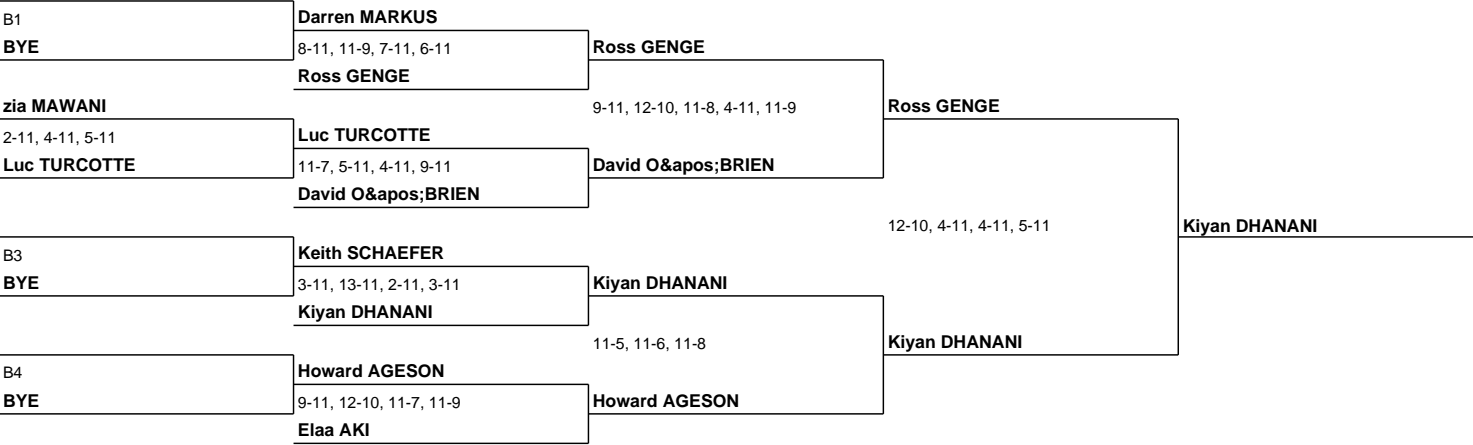 B1
BYE
Darren MARKUS
8-11, 11-9, 7-11, 6-11
Ross GENGE
Ross GENGE
zia MAWANI
2-11, 4-11, 5-11
Luc TURCOTTE
Luc TURCOTTE
11-7, 5-11, 4-11, 9-11
David O&apos;BRIEN
9-11, 12-10, 11-8, 4-11, 11-9
David O&apos;BRIEN
Ross GENGE
B3
BYE
Keith SCHAEFER
3-11, 13-11, 2-11, 3-11
Kiyan DHANANI
Kiyan DHANANI
B4
BYE
Howard AGESON
9-11, 12-10, 11-7, 11-9
Elaa AKI
11-5, 11-6, 11-8
Howard AGESON
Kiyan DHANANI
12-10, 4-11, 4-11, 5-11
Kiyan DHANANI